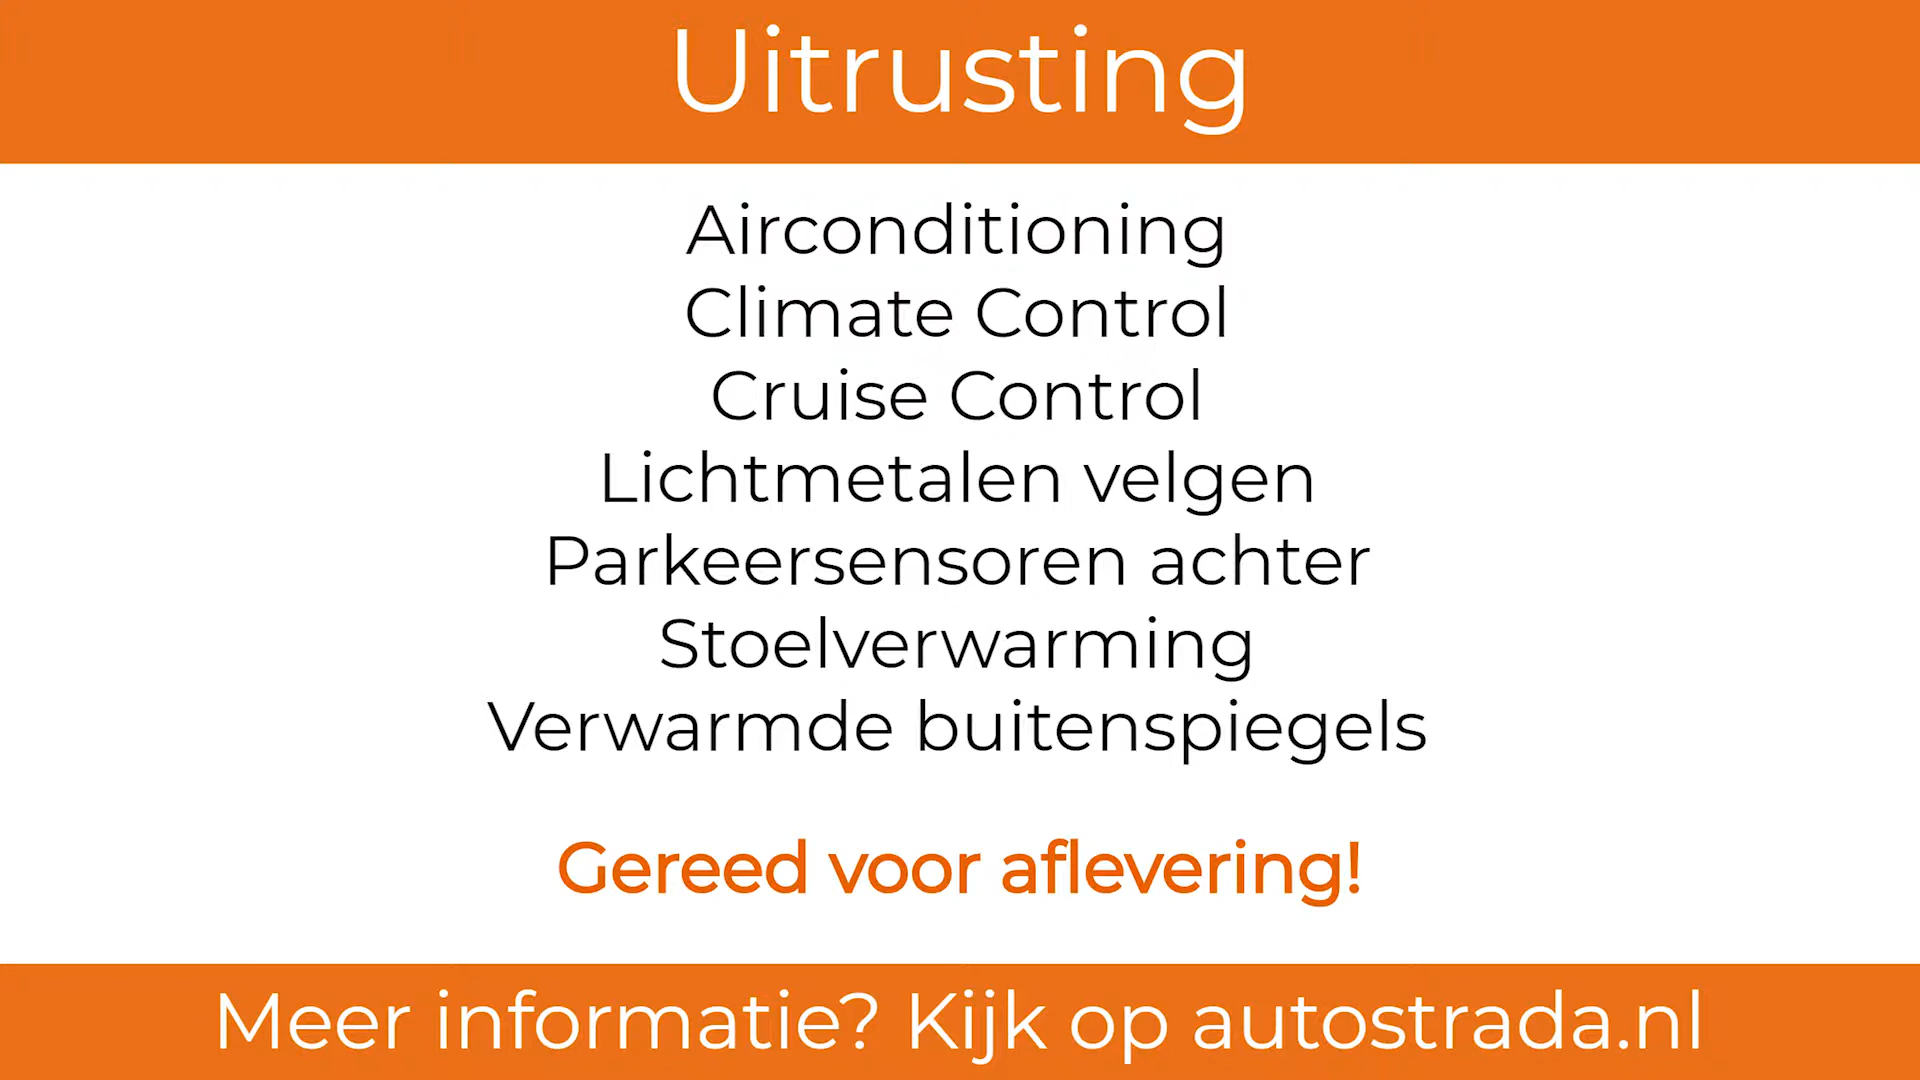 Uitrusting
Airconditioning
Climate Control
Cruise Control
Lichtmetalen velgen
Parkeersensoren achter
Stoelverwarming
Verwarmde buitenspiegels
Gereed voor aflevering!
Meer informatie? Kijk op autostrada.nl